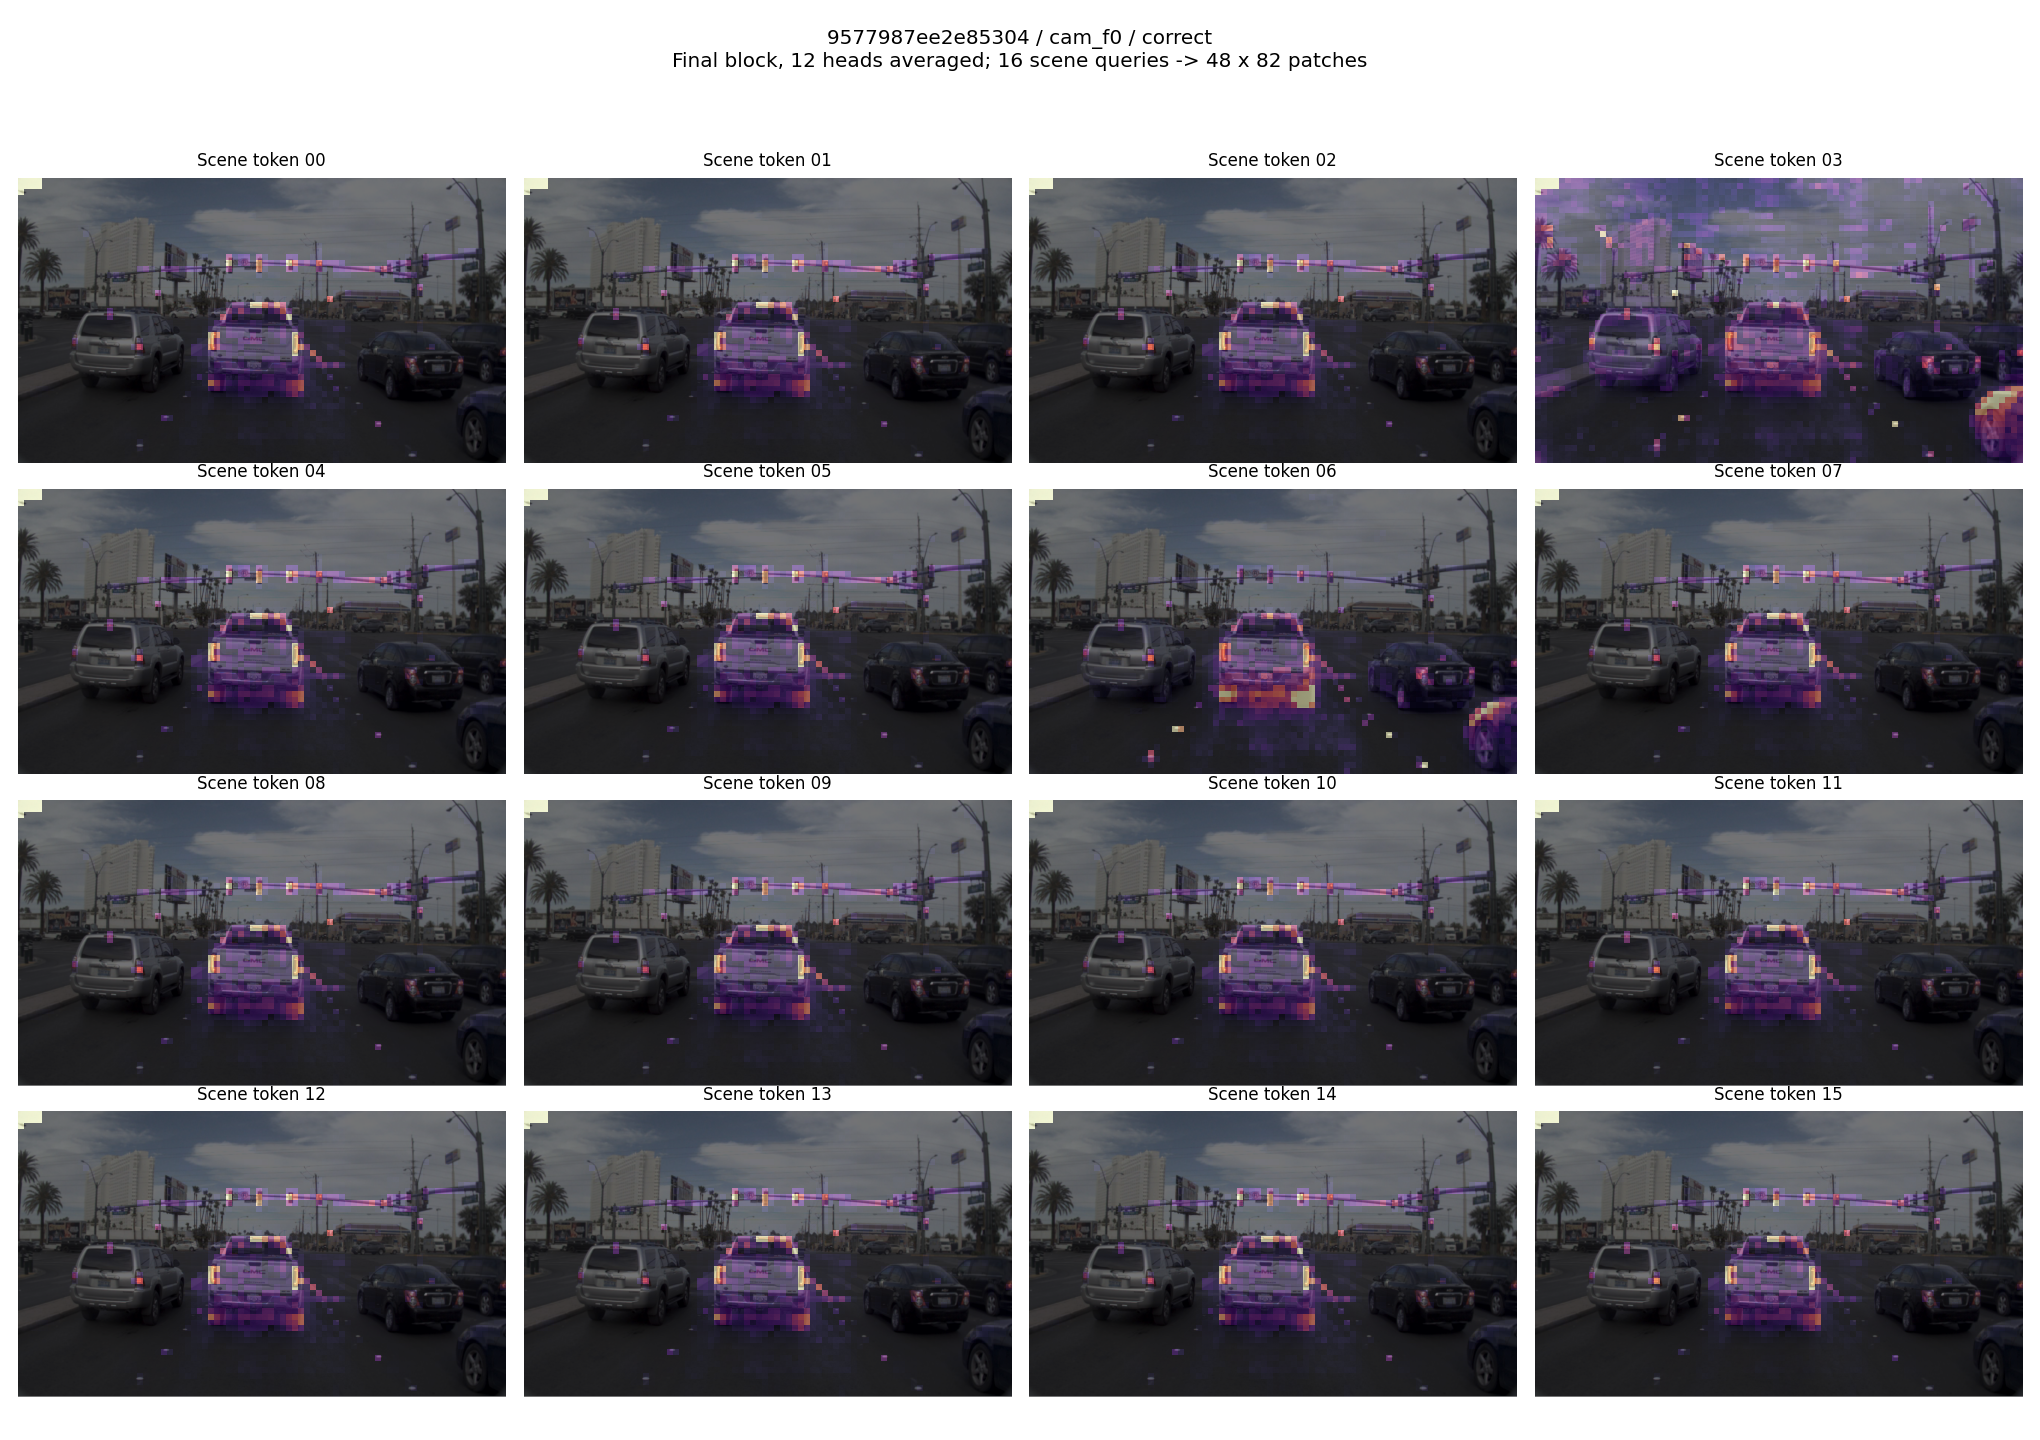 9577987ee2e85304 / cam_f0 / correct
Final block, 12 heads averaged; 16 scene queries -> 48 x 82 patches
Scene token 00
Scene token 01
Scene token 02
Scene token 03
Scene token 04
Scene token 05
Scene token 06
Scene token 07
Scene token 08
Scene token 09
Scene token 10
Scene token 11
Scene token 12
Scene token 13
Scene token 14
Scene token 15